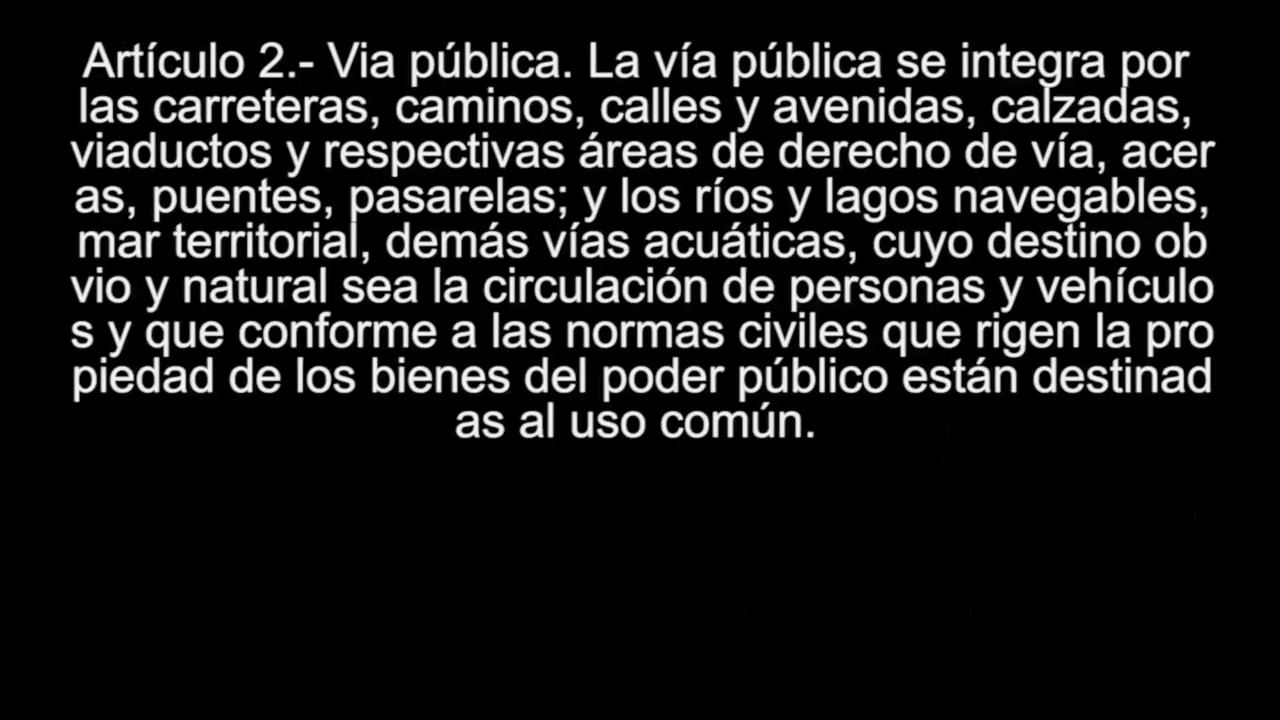 Artículo 2.- Via pública. La vía pública se integra por
las carreteras, caminos, calles y avenidas, calzadas,
viaductos y respectivas áreas de derecho de vía, acer
as, puentes, pasarelas; y los ríos y lagos navegables,
mar territorial, demás vías acuáticas, cuyo destino ob
vio y natural sea la circulación de personas y vehículo
s y que conforme a las normas civiles que rigen la pro
piedad de los bienes del poder público están destinad
as al uso común.